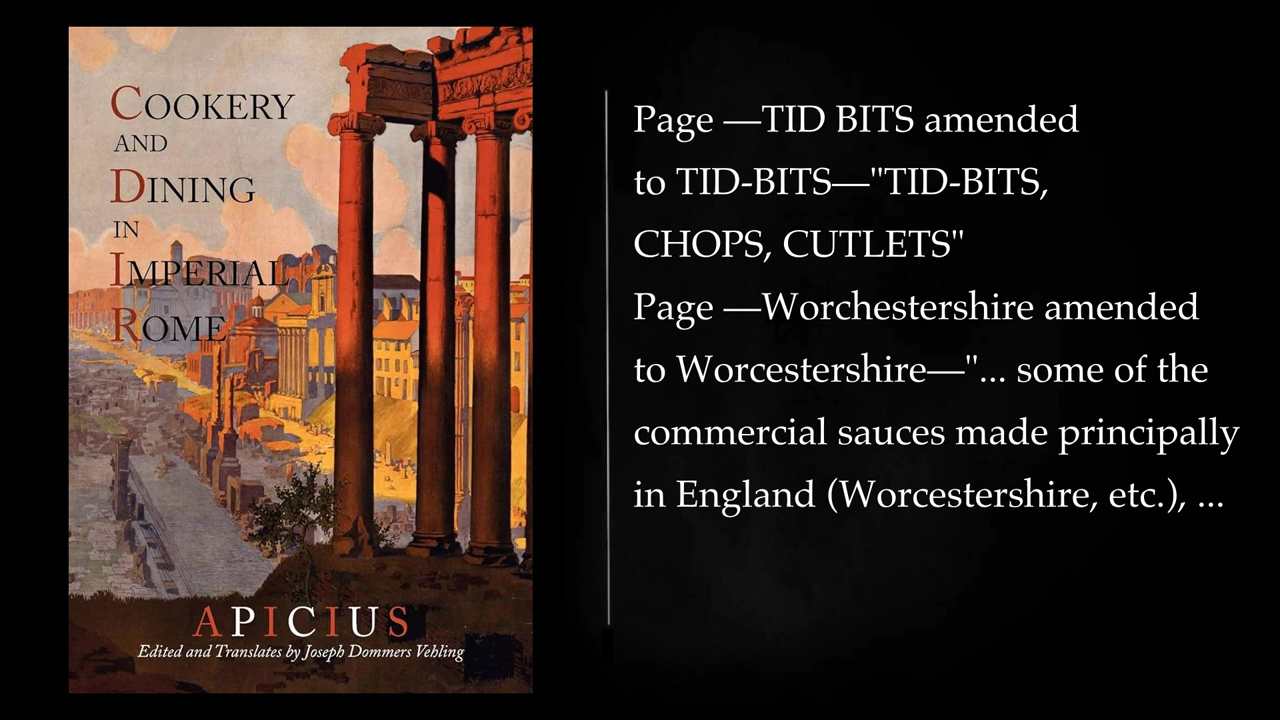 COOKERY
AND
DINING
IN
IMPERIAL
ROME
APICIUS
Edited and Translates by Joseph Dommers Vehling
Page —TID BITS amended
to TID-BITS—"TID-BITS,
CHOPS, CUTLETS"
Page —Worchestershire amended
to Worcestershire—"... some of the
commercial sauces made principally
in England (Worcestershire, etc.), ...